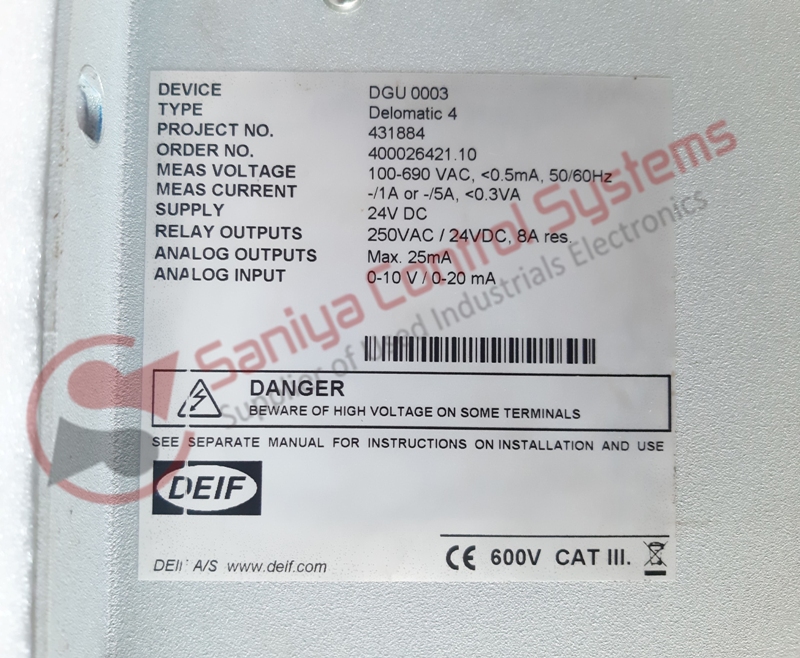 DEVICE DGU 0003
TYPE Delomatic 4
PROJECT NO. 431884
ORDER NO. 400026421.10
MEAS VOLTAGE 100-690 VAC, <0.5mA, 50/60Hz
MEAS CURRENT -/1A or -/5A, <0.3VA
SUPPLY 24V DC
RELAY OUTPUTS 250VAC / 24VDC, 8A res.
ANALOG OUTPUTS Max. 25mA
ANALOG INPUT 0-10 V / 0-20 mA
Saniya Control Systems
Supplier of Used Industrials Electronics
DANGER
BEWARE OF HIGH VOLTAGE ON SOME TERMINALS
SEE SEPARATE MANUAL FOR INSTRUCTIONS ON INSTALLATION AND USE
DEIF
DEIF A/S www.deif.com
CE 600V CAT III.